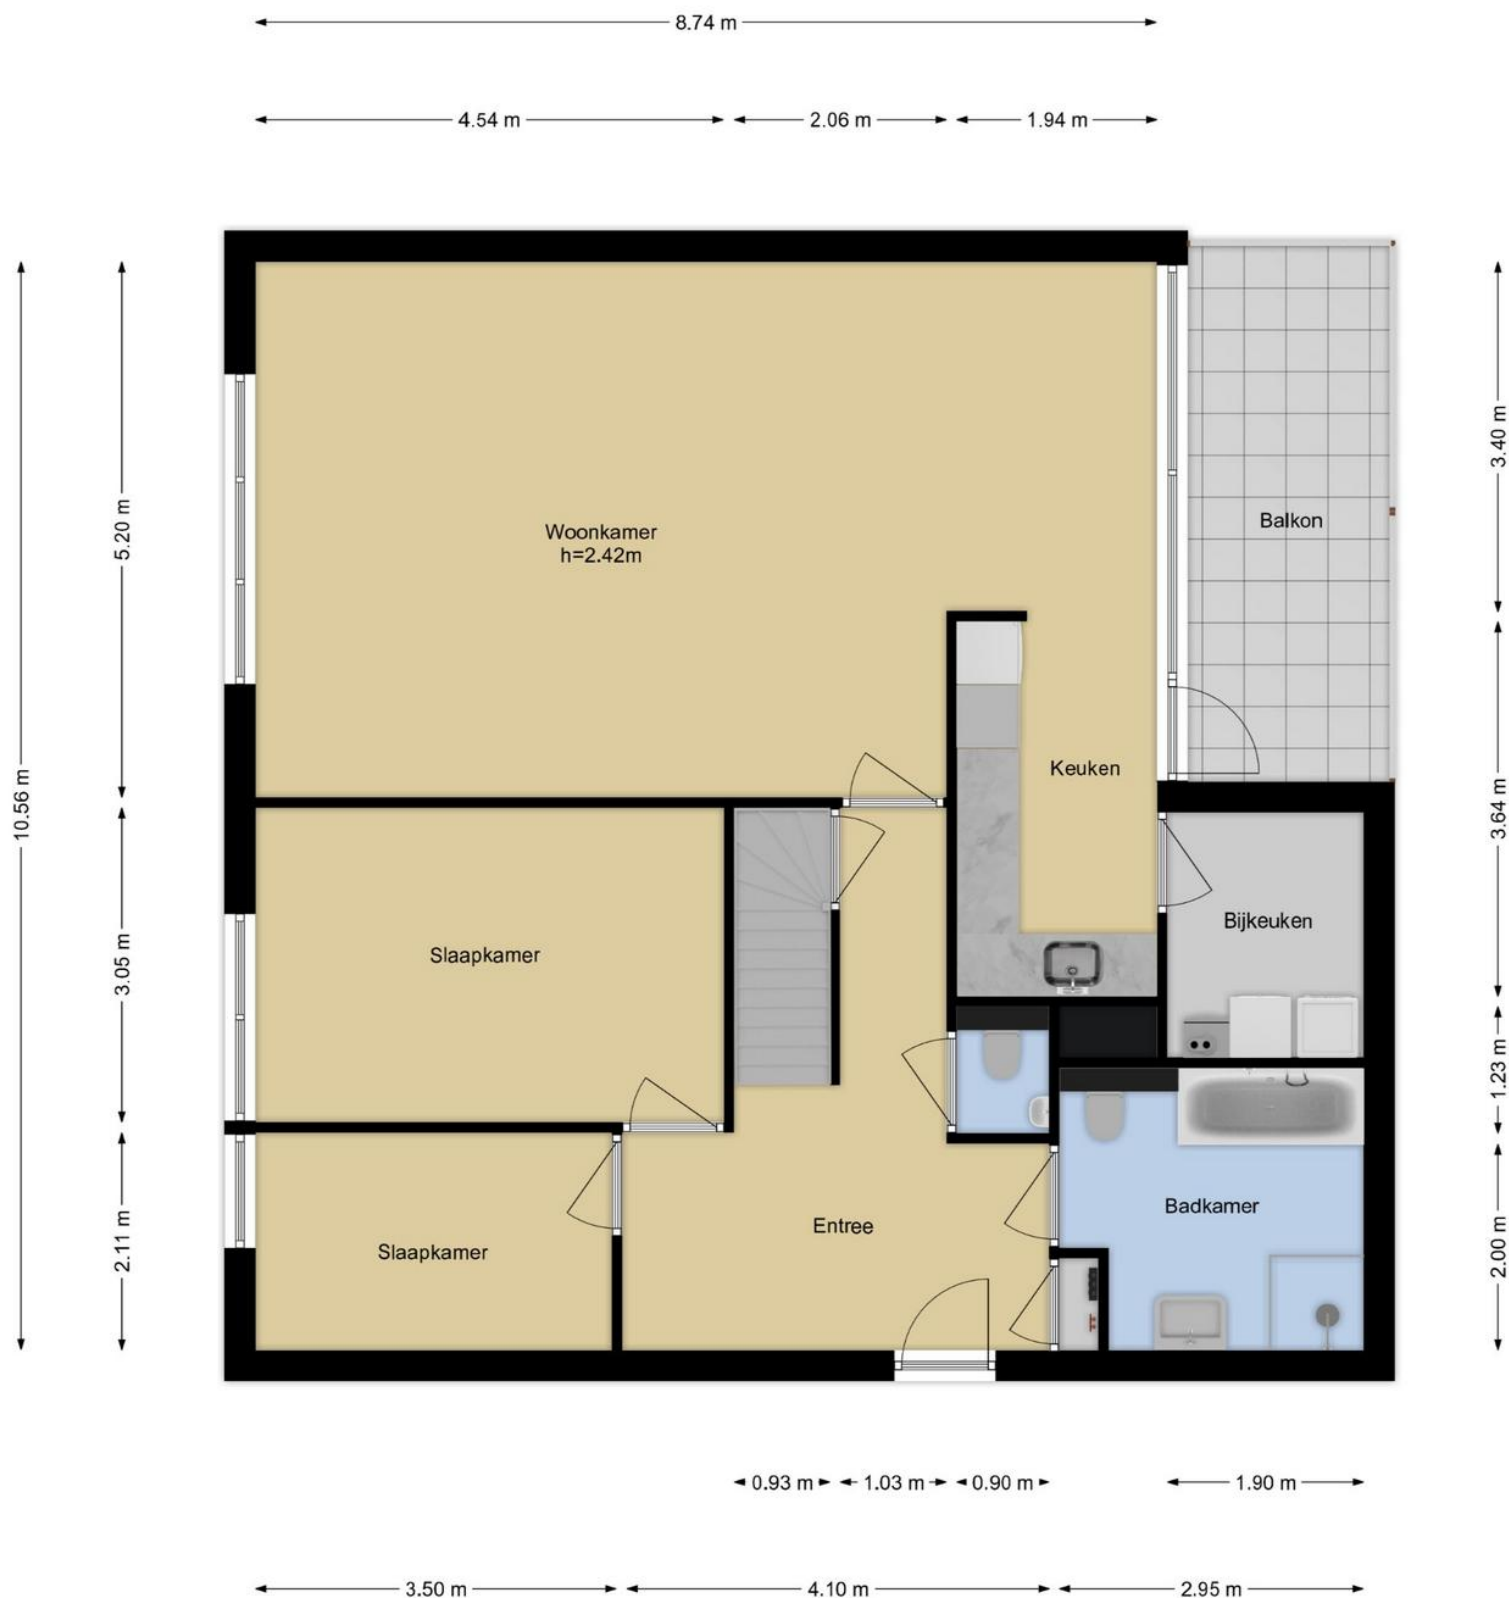 8.74 m
4.54 m
2.06 m
1.94 m
10.56 m
5.20 m
3.40 m
Woonkamer
h=2.42m
Balkon
Keuken
3.64 m
Slaapkamer
3.05 m
Bijkeuken
1.23 m
Badkamer
Entree
Slaapkamer
2.11 m
2.00 m
0.93 m
1.03 m
0.90 m
1.90 m
3.50 m
4.10 m
2.95 m